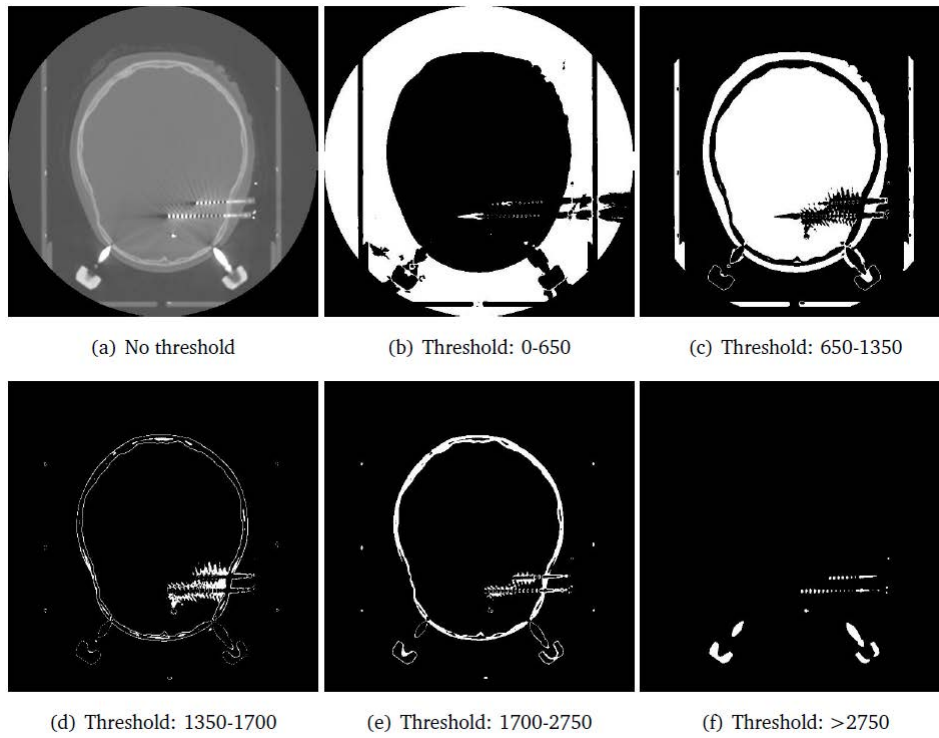 (a) No threshold
(b) Threshold: 0-650
(c) Threshold: 650-1350
(d) Threshold: 1350-1700
(e) Threshold: 1700-2750
(f) Threshold: >2750